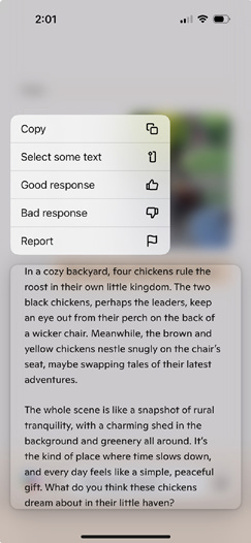 2:01
Copy
Select some text
Good response
Bad response
Report
In a cozy backyard, four chickens rule the
roost in their own little kingdom. The two
black chickens, perhaps the leaders, keep
an eye out from their perch on the back of
a wicker chair. Meanwhile, the brown and
yellow chickens nestle snugly on the chair's
seat, maybe swapping tales of their latest
adventures.
The whole scene is like a snapshot of rural
tranquility, with a charming shed in the
background and greenery all around. It's
the kind of place where time slows down,
and every day feels like a simple, peaceful
gift. What do you think these chickens
dream about in their little haven?